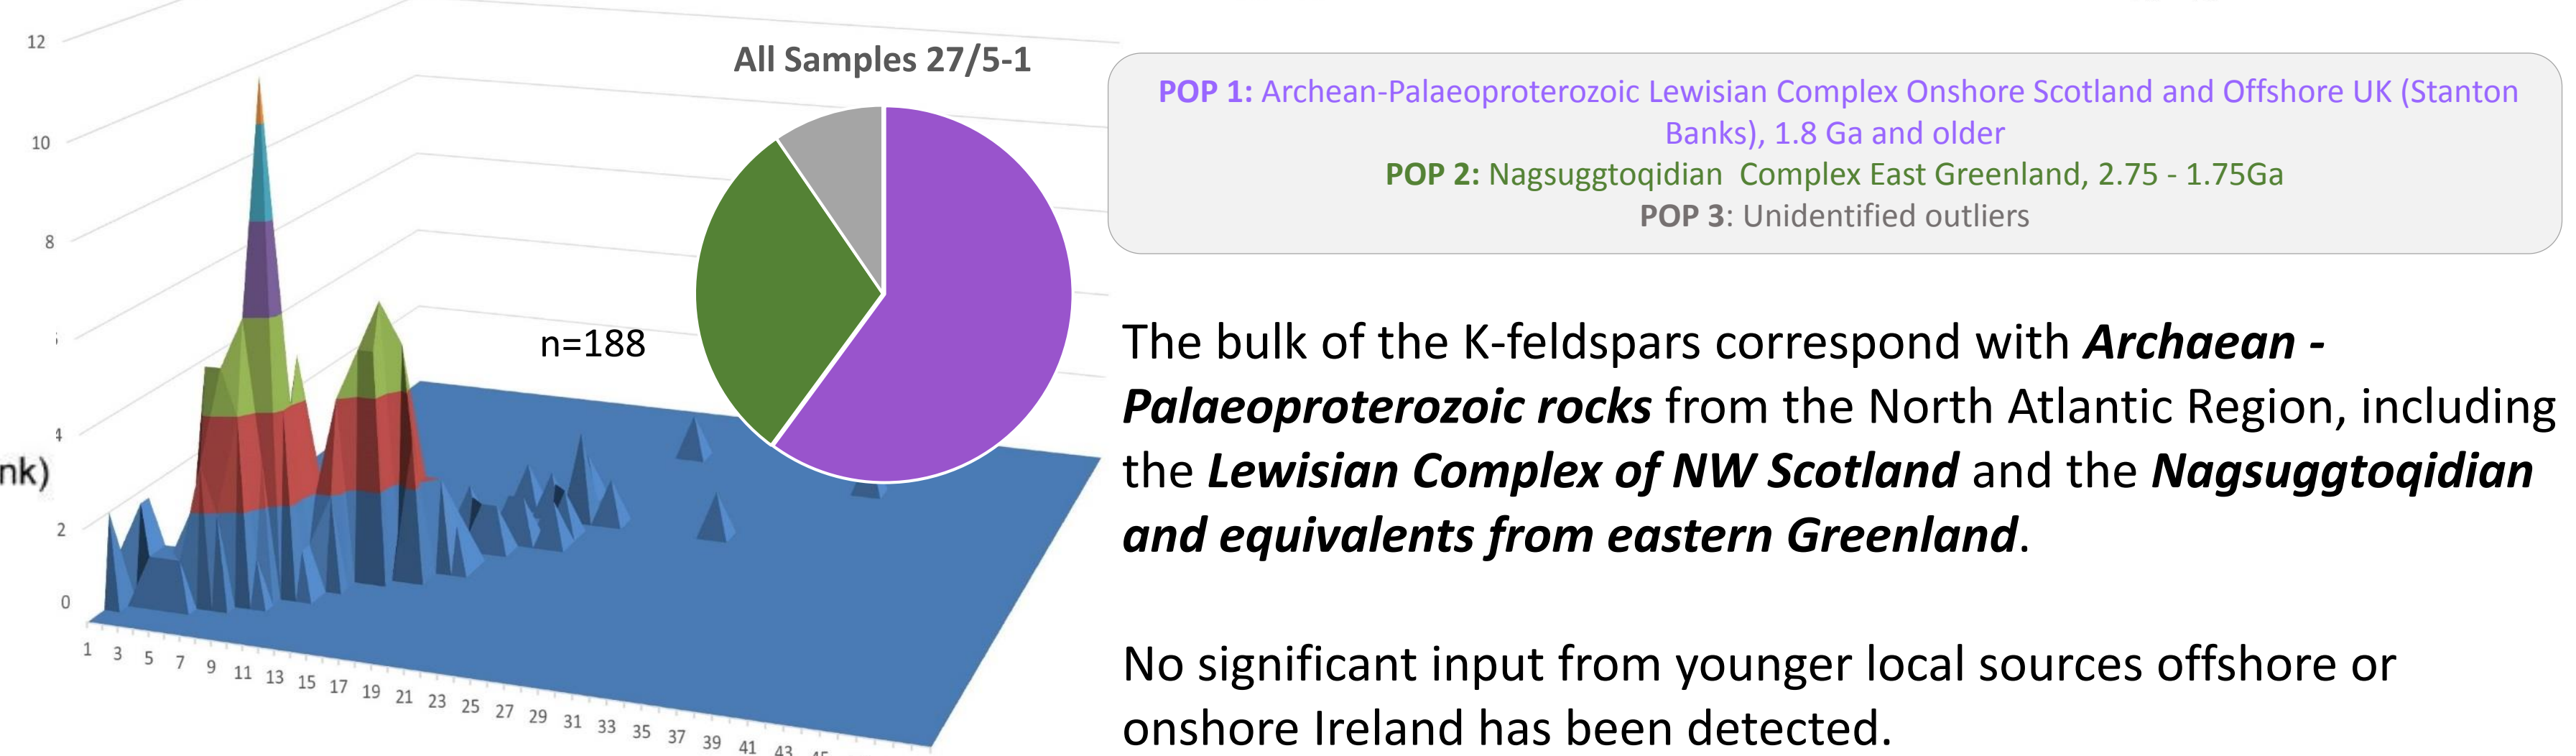 12
10
8
4
2
0
nk)
1 3 5 7 9 11 13 15 17 19 21 23 25 27 29 31 33 35 37 39 41 43 45
All Samples 27/5-1
n=188
POP 1: Archean-Palaeoproterozoic Lewisian Complex Onshore Scotland and Offshore UK (Stanton
Banks), 1.8 Ga and older
POP 2: Nagsuggtoqidian Complex East Greenland, 2.75 - 1.75Ga
POP 3: Unidentified outliers
The bulk of the K-feldspars correspond with Archaean -
Palaeoproterozoic rocks from the North Atlantic Region, including
the Lewisian Complex of NW Scotland and the Nagsuggtoqidian
and equivalents from eastern Greenland.
No significant input from younger local sources offshore or
onshore Ireland has been detected.